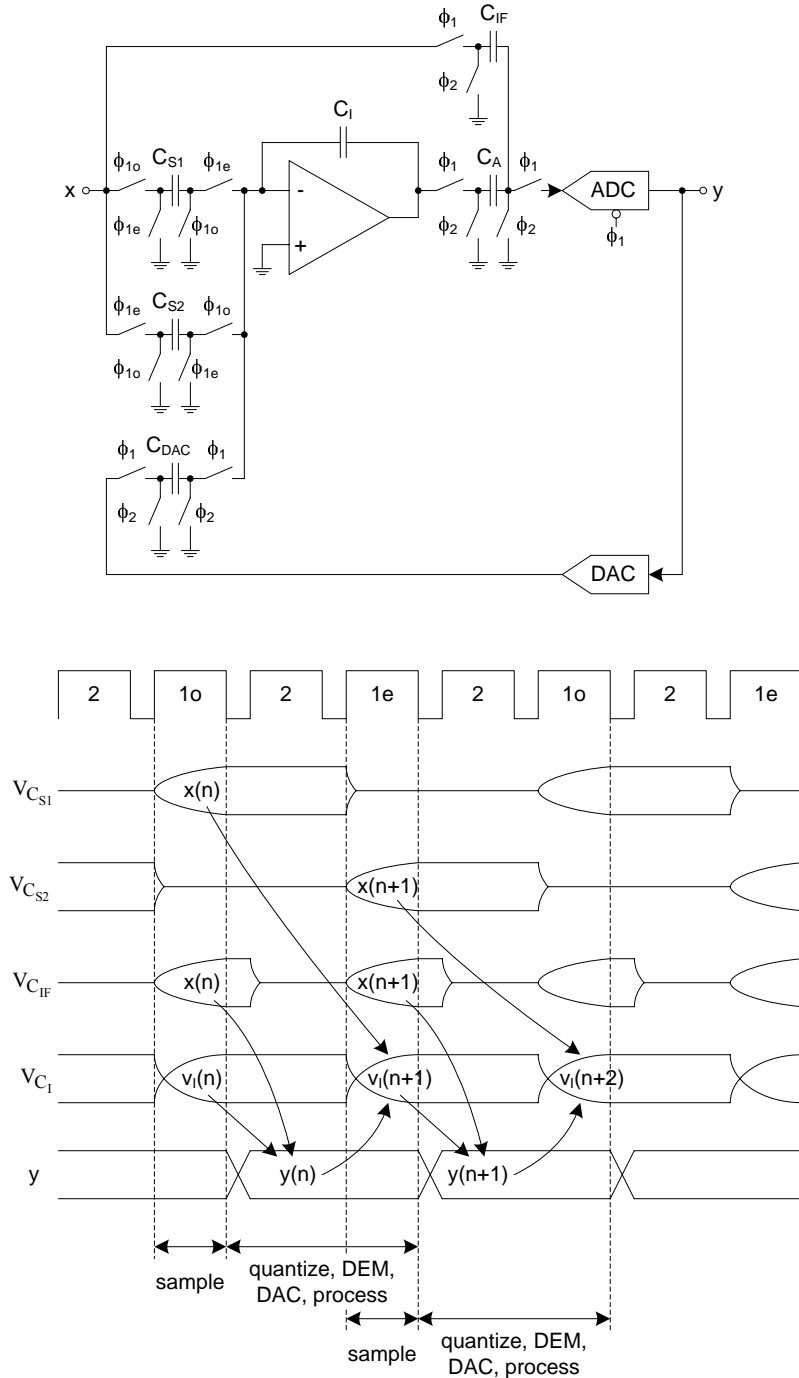 ϕ1 CIF
ϕ2
CI
ϕ1o CS1 ϕ1e
ϕ1 CA ϕ1
x - ADC y
ϕ1e ϕ1o + ϕ2 ϕ2 ϕ1
CS2
ϕ1e ϕ1o
ϕ1o ϕ1e
CDAC
ϕ1 ϕ1
ϕ2 ϕ2
DAC
2 1o 2 1e 2 1o 2 1e
VCS1 x(n)
VCS2 x(n+1)
VCIF x(n) x(n+1)
VCI vI(n) vI(n+1) vI(n+2)
y y(n) y(n+1)
sample quantize, DEM,
DAC, process
sample quantize, DEM,
DAC, process